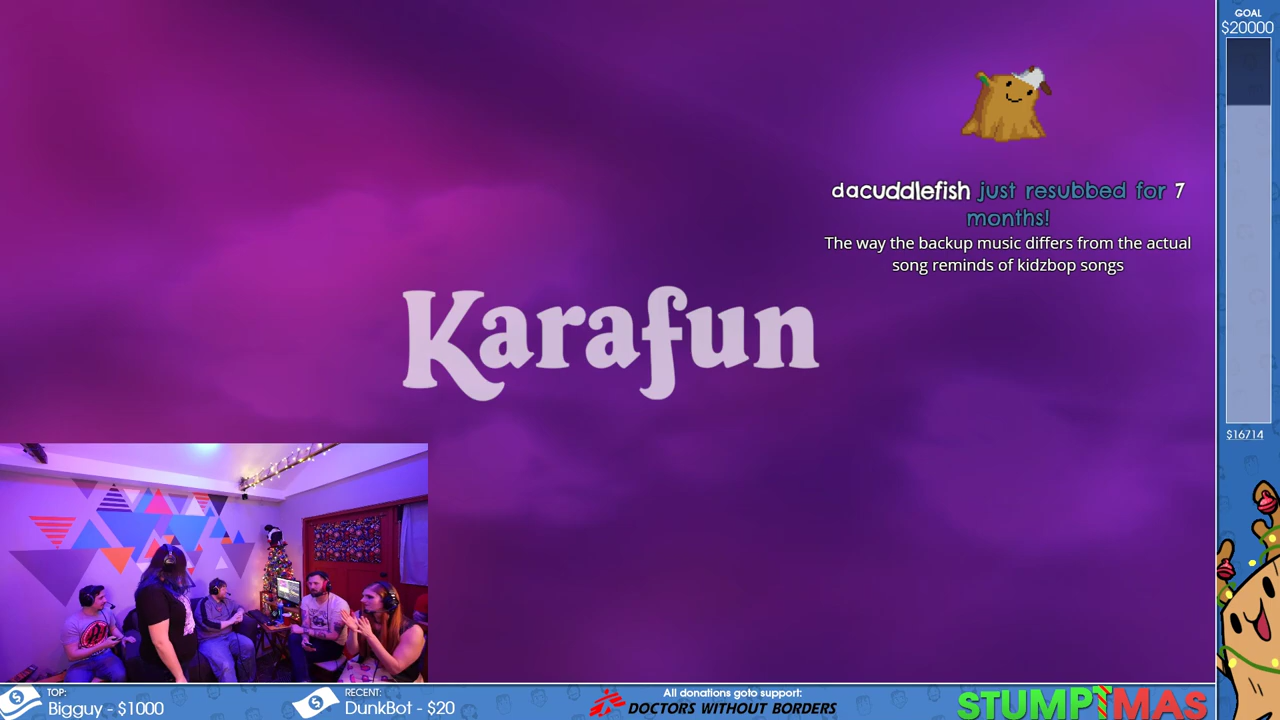 GOAL
$20000
dacuddlefish just resubbed for 7
months!
The way the backup music differs from the actual
song reminds of kidzbop songs
Karafun
$16714
TOP:
Bigguy - $1000
RECENT:
DunkBot - $20
All donations goto support:
DOCTORS WITHOUT BORDERS
STUMPTMAS